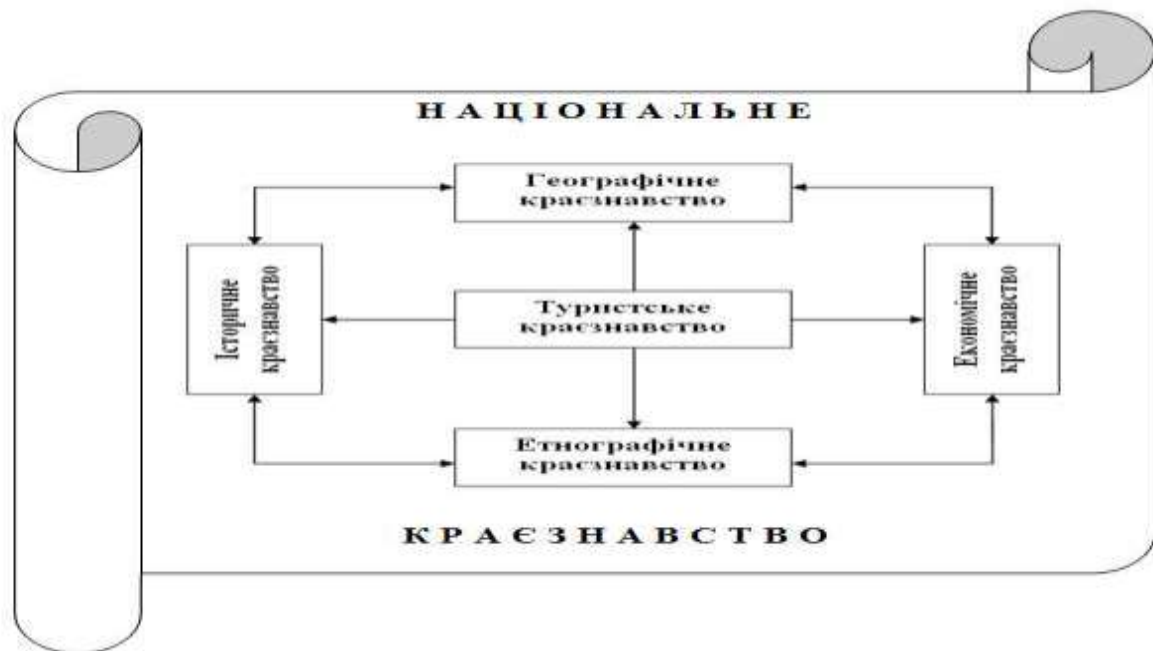 НАЦІОНАЛЬНЕ
Географічне
краєзнавство
Історичне
краєзнавство
Туристське
краєзнавство
Економічне
краєзнавство
Етнографічне
краєзнавство
КРАЄЗНАВСТВО